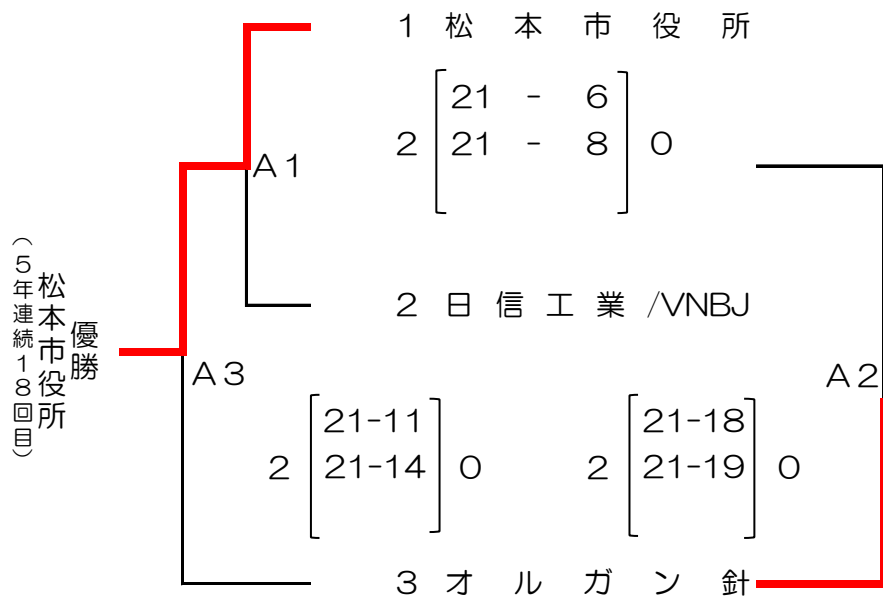 1 松本市役所
21 - 6
2 21 - 8 0
A1
2 日信工業/VNBJ
優勝
松本市役所
(5年連続18回目)
A3
A2
21-11
2 21-14 0
21-18
2 21-19 0
3 オルガン針